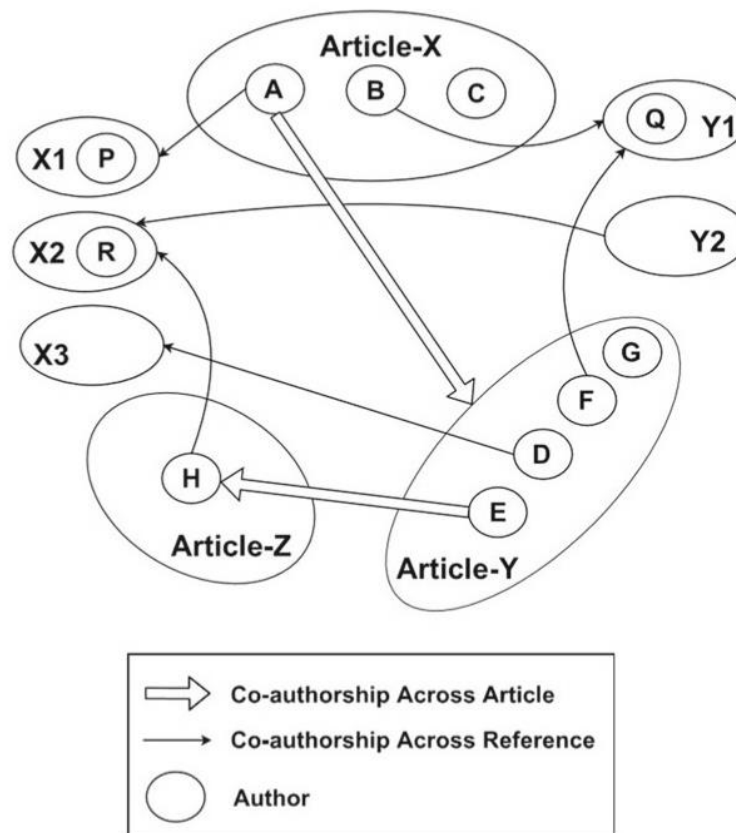 Article-X
A
B
C
X1
P
Q
Y1
X2
R
Y2
X3
G
F
D
H
E
Article-Z
Article-Y
Co-authorship Across Article
Co-authorship Across Reference
Author